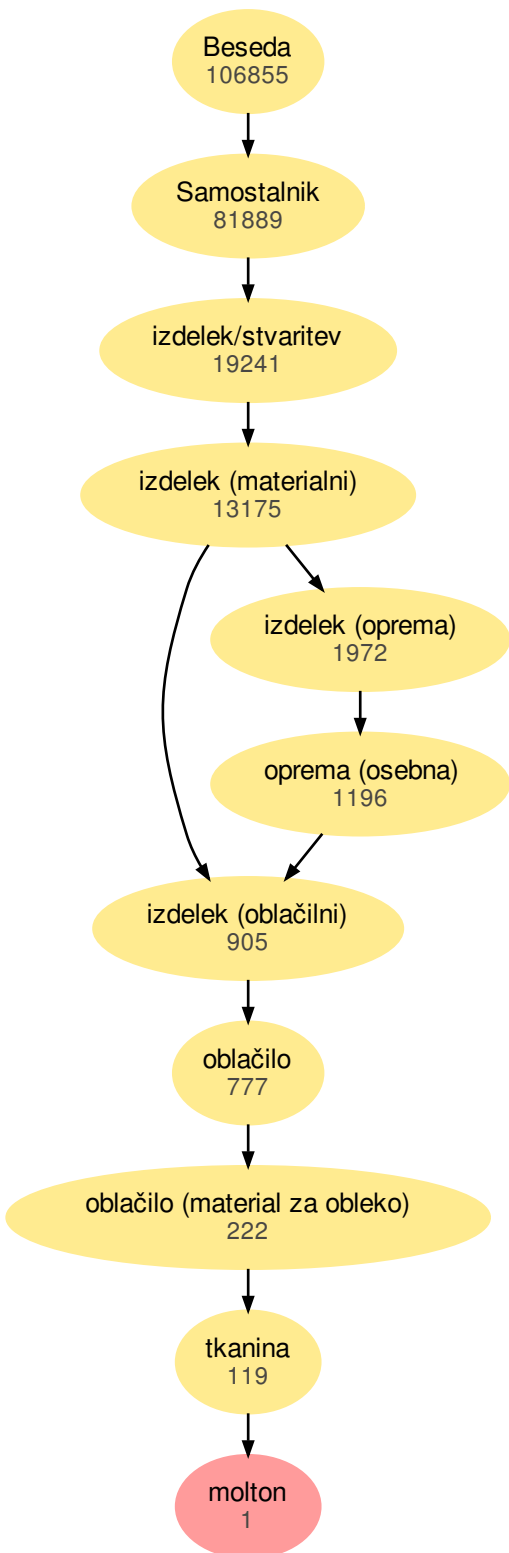 Beseda
106855
Samostalnik
81889
izdelek/stvaritev
19241
izdelek (materialni)
13175
izdelek (oprema)
1972
oprema (osebna)
1196
izdelek (oblačilni)
905
oblačilo
777
oblačilo (material za obleko)
222
tkanina
119
molton
1